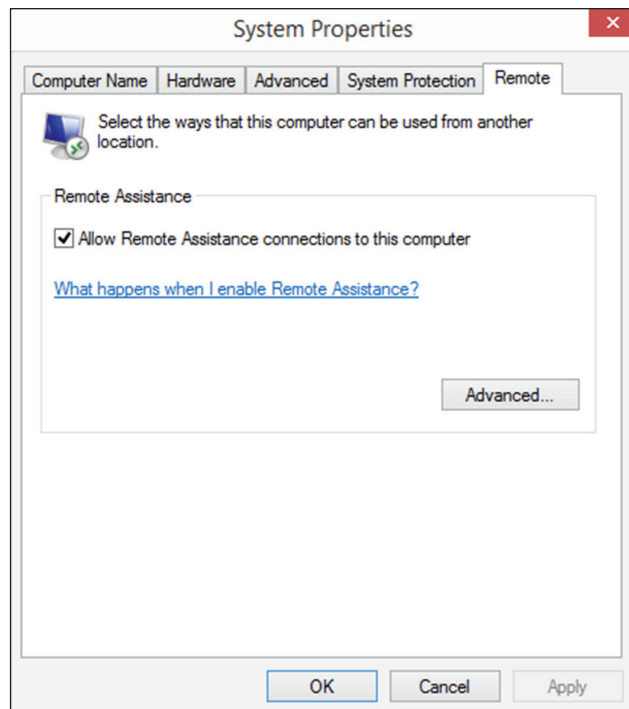 System Properties
Computer Name Hardware Advanced System Protection Remote
Select the ways that this computer can be used from another
location.
Remote Assistance
Allow Remote Assistance connections to this computer
What happens when I enable Remote Assistance?
Advanced...
OK Cancel Apply